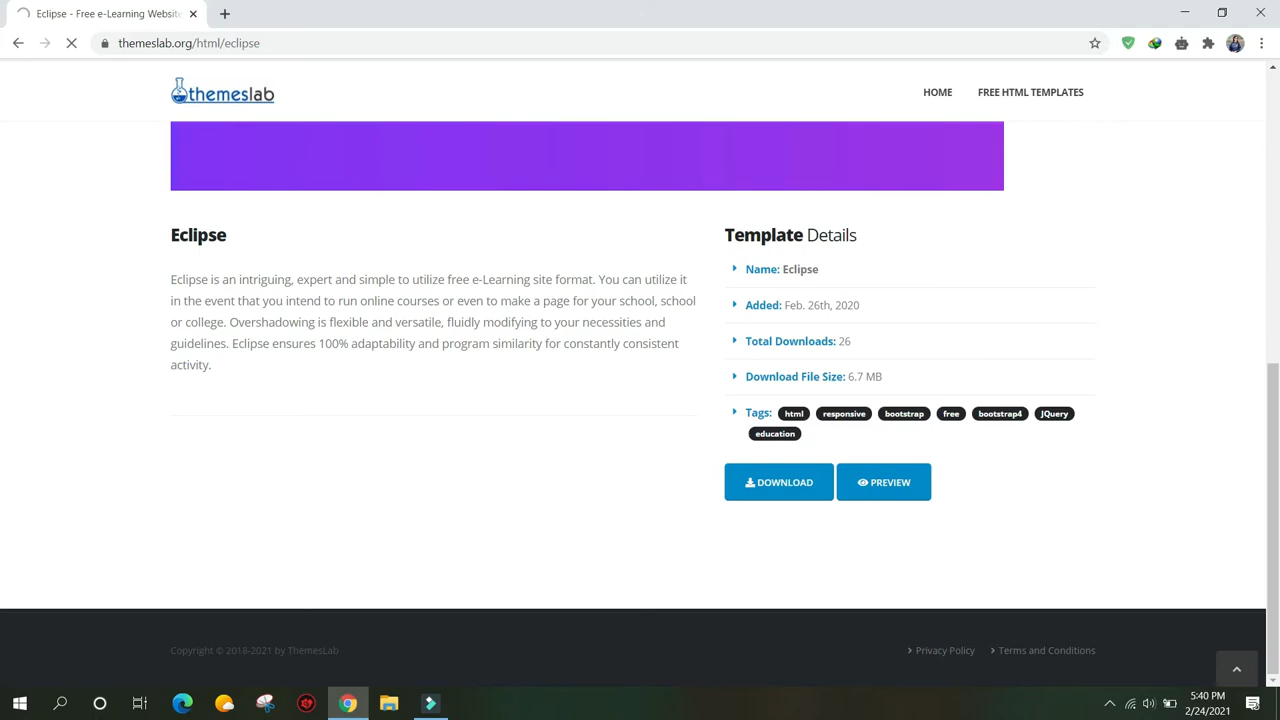 Eclipse - Free e-Learning Website
themeslab.org/html/eclipse
themeslab
HOME
FREE HTML TEMPLATES
Eclipse
Eclipse is an intriguing, expert and simple to utilize free e-Learning site format. You can utilize it
in the event that you intend to run online courses or even to make a page for your school, school
or college. Overshadowing is flexible and versatile, fluidly modifying to your necessities and
guidelines. Eclipse ensures 100% adaptability and program similarity for constantly consistent
activity.
Template Details
Name: Eclipse
Added: Feb. 26th, 2020
Total Downloads: 26
Download File Size: 6.7 MB
Tags: html responsive bootstrap free bootstrap4 JQuery
education
DOWNLOAD
PREVIEW
Copyright © 2018-2021 by ThemesLab
Privacy Policy
Terms and Conditions
5:40 PM
2/24/2021